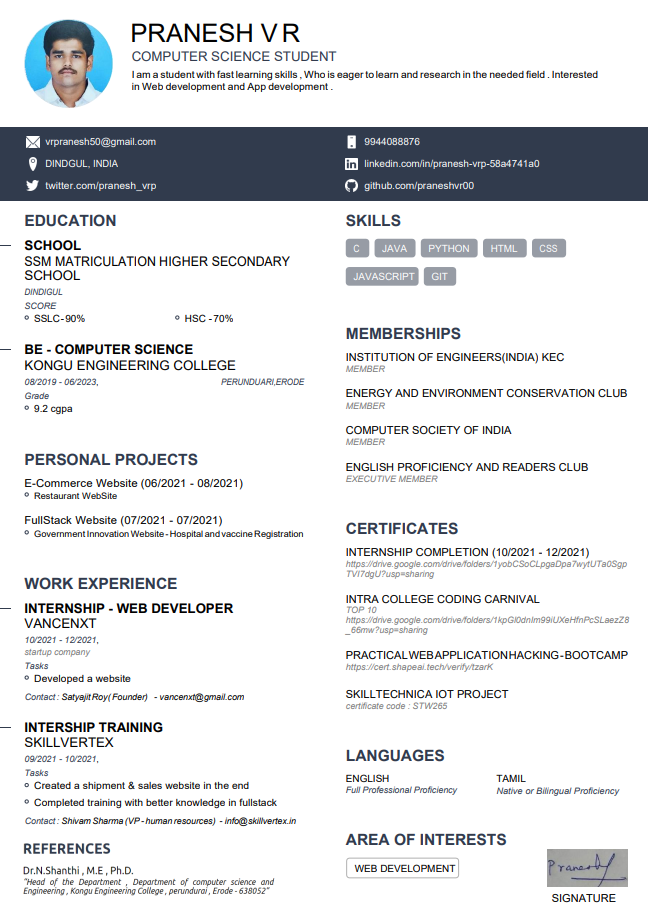 PRANESH V R
COMPUTER SCIENCE STUDENT
I am a student with fast learning skills , Who is eager to learn and research in the needed field . Interested
in Web development and App development .
vrpranesh50@gmail.com
9944088876
DINDGUL, INDIA
linkedin.com/in/pranesh-vrp-58a4741a0
twitter.com/pranesh_vrp
github.com/praneshvr00
EDUCATION
SCHOOL
SSM MATRICULATION HIGHER SECONDARY
SCHOOL
DINDIGUL
SCORE
SSLC - 90%
HSC - 70%
BE - COMPUTER SCIENCE
KONGU ENGINEERING COLLEGE
08/2019 - 06/2023,
PERUNDUARI,ERODE
Grade
9.2 cgpa
PERSONAL PROJECTS
E-Commerce Website (06/2021 - 08/2021)
Restaurant WebSite
FullStack Website (07/2021 - 07/2021)
Government Innovation Website - Hospital and vaccine Registration
WORK EXPERIENCE
INTERNSHIP - WEB DEVELOPER
VANCENXT
10/2021 - 12/2021,
startup company
Tasks
Developed a website
Contact : Satyajit Roy( Founder) - vancenxt@gmail.com
INTERSHIP TRAINING
SKILLVERTEX
09/2021 - 10/2021,
Tasks
Created a shipment & sales website in the end
Completed training with better knowledge in fullstack
Contact : Shivam Sharma (VP - human resources) - info@skillvertex.in
REFERENCES
Dr.N.Shanthi , M.E , Ph.D.
"Head of the Department , Department of computer science and
Engineering , Kongu Engineering College , perundurai , Erode - 638052"
SKILLS
C
JAVA
PYTHON
HTML
CSS
JAVASCRIPT
GIT
MEMBERSHIPS
INSTITUTION OF ENGINEERS(INDIA) KEC
MEMBER
ENERGY AND ENVIRONMENT CONSERVATION CLUB
MEMBER
COMPUTER SOCIETY OF INDIA
MEMBER
ENGLISH PROFICIENCY AND READERS CLUB
EXECUTIVE MEMBER
CERTIFICATES
INTERNSHIP COMPLETION (10/2021 - 12/2021)
https://drive.google.com/drive/folders/1yobCSoCLpgaDpa7wytUTa0Sgp
TVI7dgU?usp=sharing
INTRA COLLEGE CODING CARNIVAL
TOP 10
https://drive.google.com/drive/folders/1kpGl0dnIm99iUXeHfnPcSLaezZ8
_66mw?usp=sharing
PRACTICAL WEB APPLICATION HACKING - BOOTCAMP
https://cert.shapeai.tech/verify/tzarK
SKILLTECHNICA IOT PROJECT
certificate code : STW265
LANGUAGES
ENGLISH
Full Professional Proficiency
TAMIL
Native or Bilingual Proficiency
AREA OF INTERESTS
WEB DEVELOPMENT
SIGNATURE